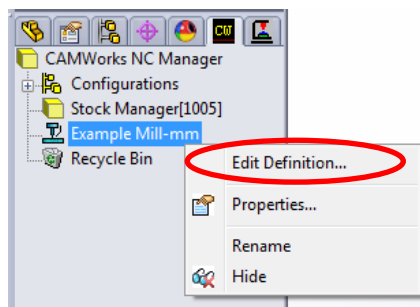 CW
CAMWorks NC Manager
Configurations
Stock Manager[1005]
Example Mill-mm
Recycle Bin
Edit Definition...
Properties...
Rename
Hide